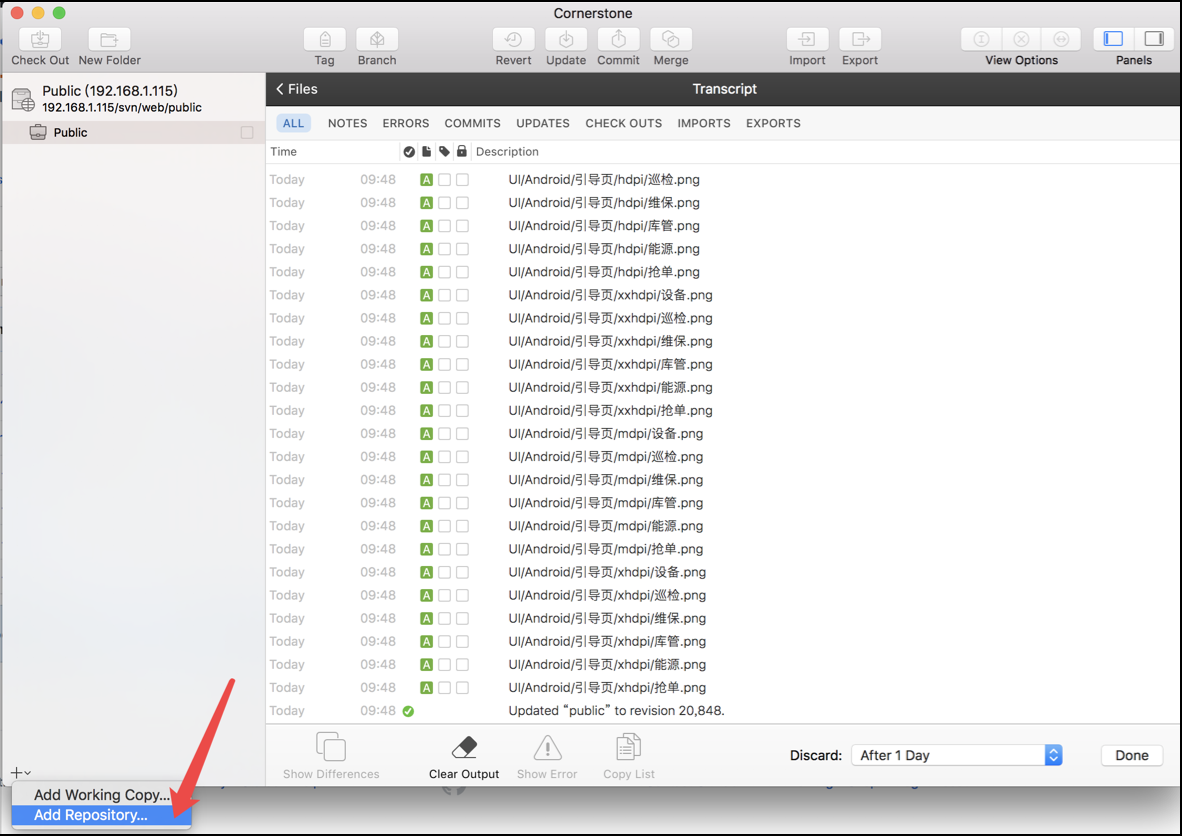 Cornerstone
Check Out New Folder Tag Branch Revert Update Commit Merge Import Export View Options Panels
Public (192.168.1.115)
192.168.1.115/svn/web/public
Public
Files Transcript
ALL NOTES ERRORS COMMITS UPDATES CHECK OUTS IMPORTS EXPORTS
Time Description
Today 09:48 A UI/Android/引导页/hdpi/巡检.png
Today 09:48 A UI/Android/引导页/hdpi/维保.png
Today 09:48 A UI/Android/引导页/hdpi/库管.png
Today 09:48 A UI/Android/引导页/hdpi/能源.png
Today 09:48 A UI/Android/引导页/hdpi/抢单.png
Today 09:48 A UI/Android/引导页/xxhdpi/设备.png
Today 09:48 A UI/Android/引导页/xxhdpi/巡检.png
Today 09:48 A UI/Android/引导页/xxhdpi/维保.png
Today 09:48 A UI/Android/引导页/xxhdpi/库管.png
Today 09:48 A UI/Android/引导页/xxhdpi/能源.png
Today 09:48 A UI/Android/引导页/xxhdpi/抢单.png
Today 09:48 A UI/Android/引导页/mdpi/设备.png
Today 09:48 A UI/Android/引导页/mdpi/巡检.png
Today 09:48 A UI/Android/引导页/mdpi/维保.png
Today 09:48 A UI/Android/引导页/mdpi/库管.png
Today 09:48 A UI/Android/引导页/mdpi/能源.png
Today 09:48 A UI/Android/引导页/mdpi/抢单.png
Today 09:48 A UI/Android/引导页/xhdpi/设备.png
Today 09:48 A UI/Android/引导页/xhdpi/巡检.png
Today 09:48 A UI/Android/引导页/xhdpi/维保.png
Today 09:48 A UI/Android/引导页/xhdpi/库管.png
Today 09:48 A UI/Android/引导页/xhdpi/能源.png
Today 09:48 A UI/Android/引导页/xhdpi/抢单.png
Today 09:48 Updated “public” to revision 20,848.
Show Differences Clear Output Show Error Copy List Discard: After 1 Day Done
Add Working Copy...
Add Repository...